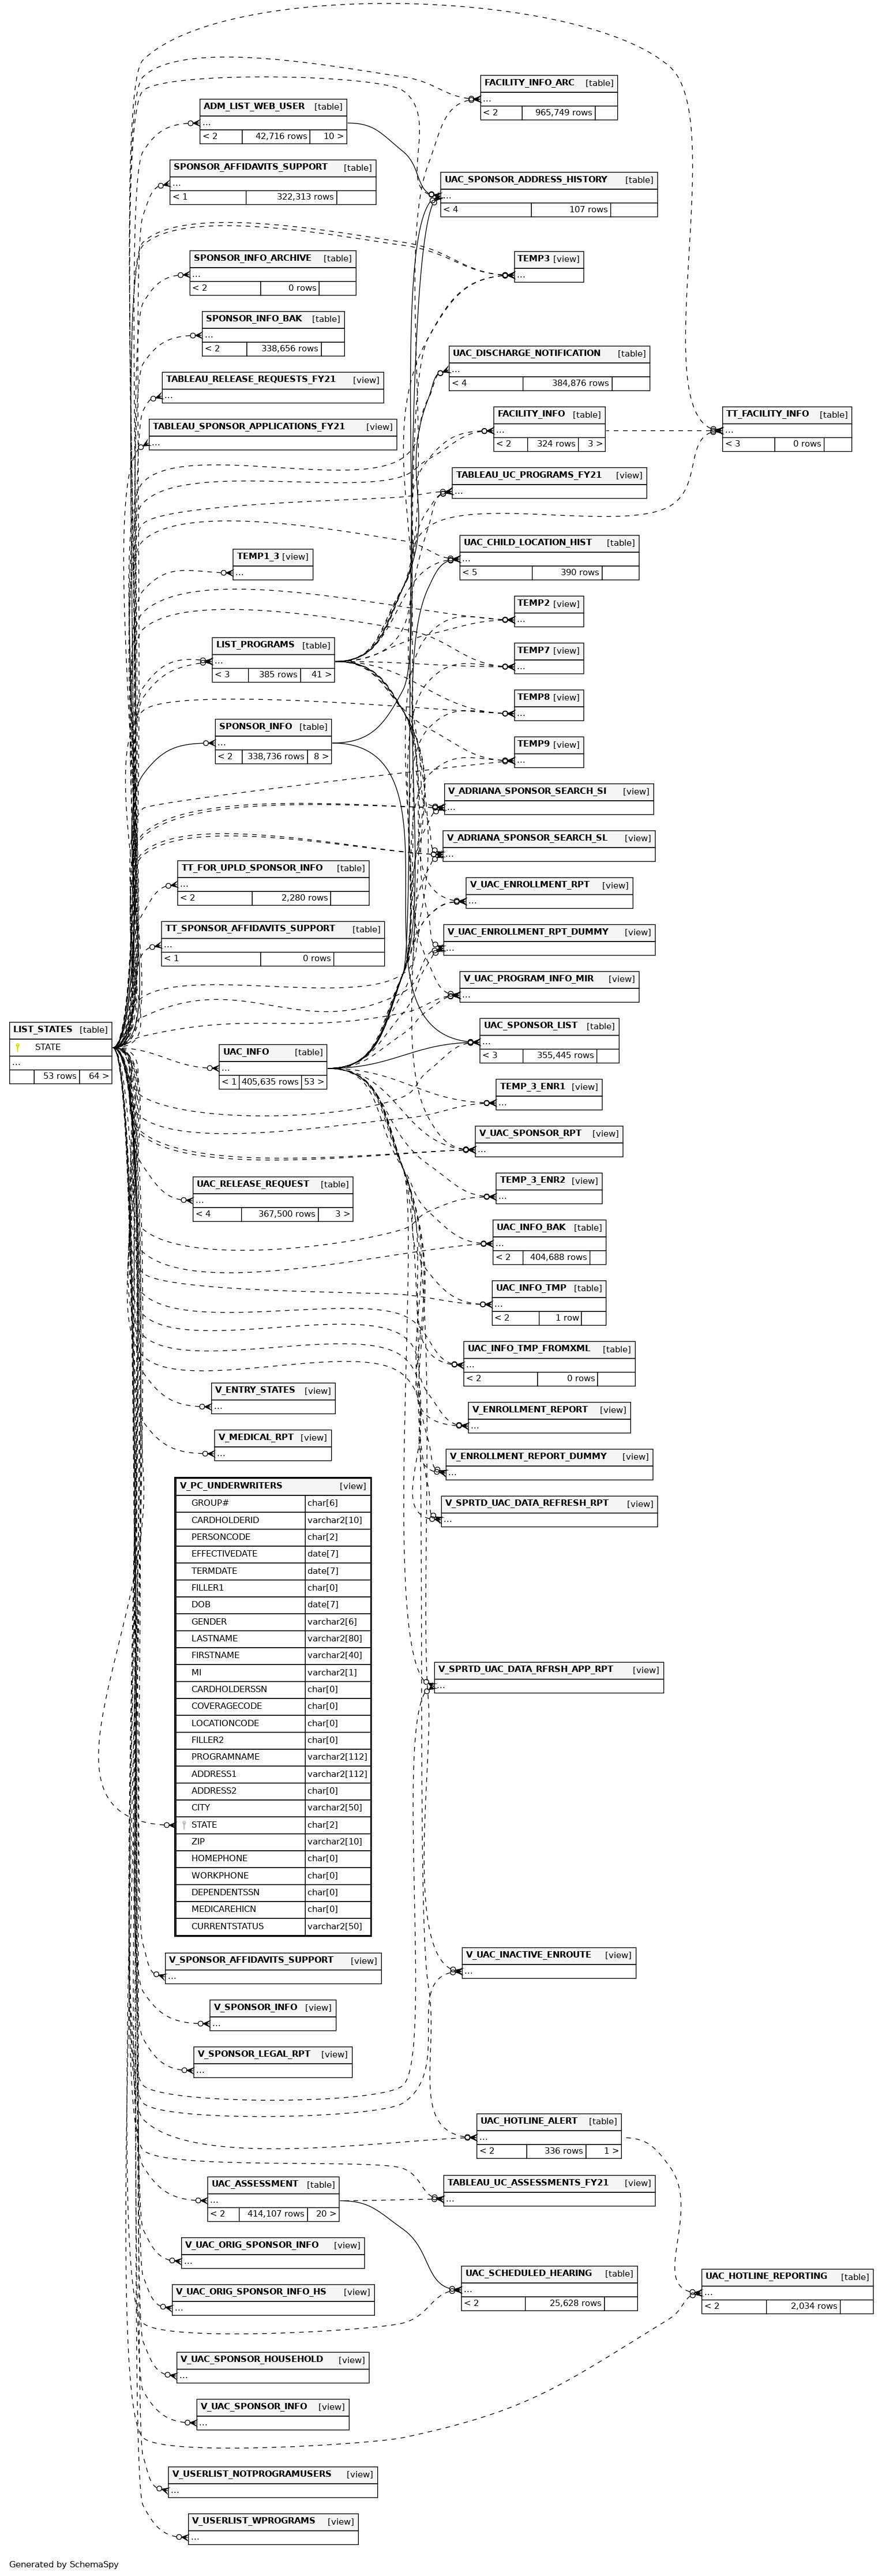 FACILITY_INFO_ARC [table]
...
< 2 965,749 rows
ADM_LIST_WEB_USER [table]
...
< 2 42,716 rows 10 >
SPONSOR_AFFIDAVITS_SUPPORT [table]
...
< 1 322,313 rows
UAC_SPONSOR_ADDRESS_HISTORY [table]
...
< 4 107 rows
SPONSOR_INFO_ARCHIVE [table]
...
< 2 0 rows
TEMP3 [view]
...
SPONSOR_INFO_BAK [table]
...
< 2 338,656 rows
UAC_DISCHARGE_NOTIFICATION [table]
...
< 4 384,876 rows
TABLEAU_RELEASE_REQUESTS_FY21 [view]
...
FACILITY_INFO [table]
...
< 2 324 rows 3 >
TT_FACILITY_INFO [table]
...
< 3 0 rows
TABLEAU_SPONSOR_APPLICATIONS_FY21 [view]
...
TABLEAU_UC_PROGRAMS_FY21 [view]
...
UAC_CHILD_LOCATION_HIST [table]
...
< 5 390 rows
TEMP1_3 [view]
...
TEMP2 [view]
...
LIST_PROGRAMS [table]
...
< 3 385 rows 41 >
TEMP7 [view]
...
TEMP8 [view]
...
SPONSOR_INFO [table]
...
< 2 338,736 rows 8 >
TEMP9 [view]
...
V_ADRIANA_SPONSOR_SEARCH_SI [view]
...
V_ADRIANA_SPONSOR_SEARCH_SL [view]
...
TT_FOR_UPLD_SPONSOR_INFO [table]
...
< 2 2,280 rows
V_UAC_ENROLLMENT_RPT [view]
...
TT_SPONSOR_AFFIDAVITS_SUPPORT [table]
...
< 1 0 rows
V_UAC_ENROLLMENT_RPT_DUMMY [view]
...
V_UAC_PROGRAM_INFO_MIR [view]
...
LIST_STATES [table]
STATE
...
53 rows 64 >
UAC_SPONSOR_LIST [table]
...
< 3 355,445 rows
UAC_INFO [table]
...
< 1 405,635 rows 53 >
TEMP_3_ENR1 [view]
...
V_UAC_SPONSOR_RPT [view]
...
UAC_RELEASE_REQUEST [table]
...
< 4 367,500 rows 3 >
TEMP_3_ENR2 [view]
...
UAC_INFO_BAK [table]
...
< 2 404,688 rows
UAC_INFO_TMP [table]
...
< 2 1 row
UAC_INFO_TMP_FROMXML [table]
...
< 2 0 rows
V_ENTRY_STATES [view]
...
V_ENROLLMENT_REPORT [view]
...
V_MEDICAL_RPT [view]
...
V_ENROLLMENT_REPORT_DUMMY [view]
...
V_SPRTD_UAC_DATA_REFRESH_RPT [view]
...
V_PC_UNDERWRITERS [view]
GROUP# char[6]
CARDHOLDERID varchar2[10]
PERSONCODE char[2]
EFFECTIVEDATE date[7]
TERMDATE date[7]
FILLER1 char[0]
DOB date[7]
GENDER varchar2[6]
LASTNAME varchar2[80]
FIRSTNAME varchar2[40]
MI varchar2[1]
CARDHOLDERSSN char[0]
COVERAGECODE char[0]
LOCATIONCODE char[0]
FILLER2 char[0]
PROGRAMNAME varchar2[112]
ADDRESS1 varchar2[112]
ADDRESS2 char[0]
CITY varchar2[50]
STATE char[2]
ZIP varchar2[10]
HOMEPHONE char[0]
WORKPHONE char[0]
DEPENDENTSSN char[0]
MEDICAREHICN char[0]
CURRENTSTATUS varchar2[50]
V_SPRTD_UAC_DATA_RFRSH_APP_RPT [view]
...
V_UAC_INACTIVE_ENROUTE [view]
...
V_SPONSOR_AFFIDAVITS_SUPPORT [view]
...
V_SPONSOR_INFO [view]
...
V_SPONSOR_LEGAL_RPT [view]
...
UAC_HOTLINE_ALERT [table]
...
< 2 336 rows 1 >
UAC_ASSESSMENT [table]
...
< 2 414,107 rows 20 >
TABLEAU_UC_ASSESSMENTS_FY21 [view]
...
V_UAC_ORIG_SPONSOR_INFO [view]
...
UAC_SCHEDULED_HEARING [table]
...
< 2 25,628 rows
UAC_HOTLINE_REPORTING [table]
...
< 2 2,034 rows
V_UAC_ORIG_SPONSOR_INFO_HS [view]
...
V_UAC_SPONSOR_HOUSEHOLD [view]
...
V_UAC_SPONSOR_INFO [view]
...
V_USERLIST_NOTPROGRAMUSERS [view]
...
V_USERLIST_WPROGRAMS [view]
...
Generated by SchemaSpy